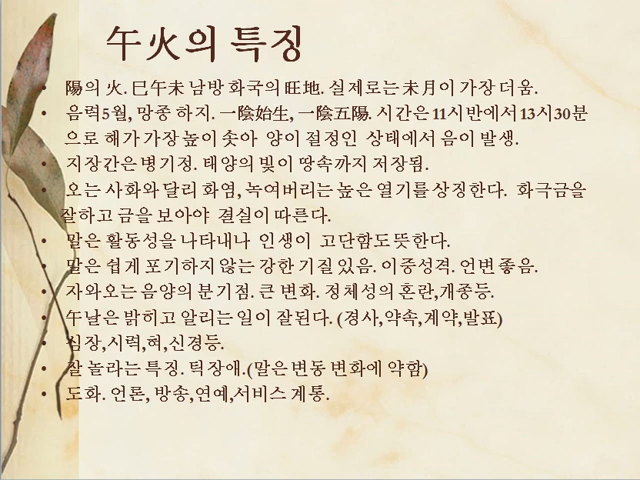 午火의 특징
• 陽의 火. 巳午未 남방 화국의 旺地. 실제로는 未月이 가장 더움.
• 음력5월, 망종 하지. 一陰始生, 一陰五陽. 시간은 11시반에서 13시30분
으로 해가 가장 높이 솟아 양이 절정인 상태에서 음이 발생.
• 지장간은 병기정. 태양의 빛이 땅속까지 저장됨.
• 오는 사화와 달리 화염, 녹여버리는 높은 열기를 상징한다. 화극금을
잘하고 금을 보아야 결실이 따른다.
• 말은 활동성을 나타내나 인생이 고단함도 뜻한다.
• 말은 쉽게 포기하지 않는 강한 기질 있음. 이중성격. 언변 좋음.
• 자와오는 음양의 분기점. 큰 변화. 정체성의 혼란,개종등.
• 午날은 밝히고 알리는 일이 잘된다. (경사,약속,계약,발표)
• 심장,시력,혀,신경등.
• 잘 놀라는 특징. 틱장애.(말은 변동 변화에 약함)
• 도화. 언론, 방송,연예,서비스 계통.